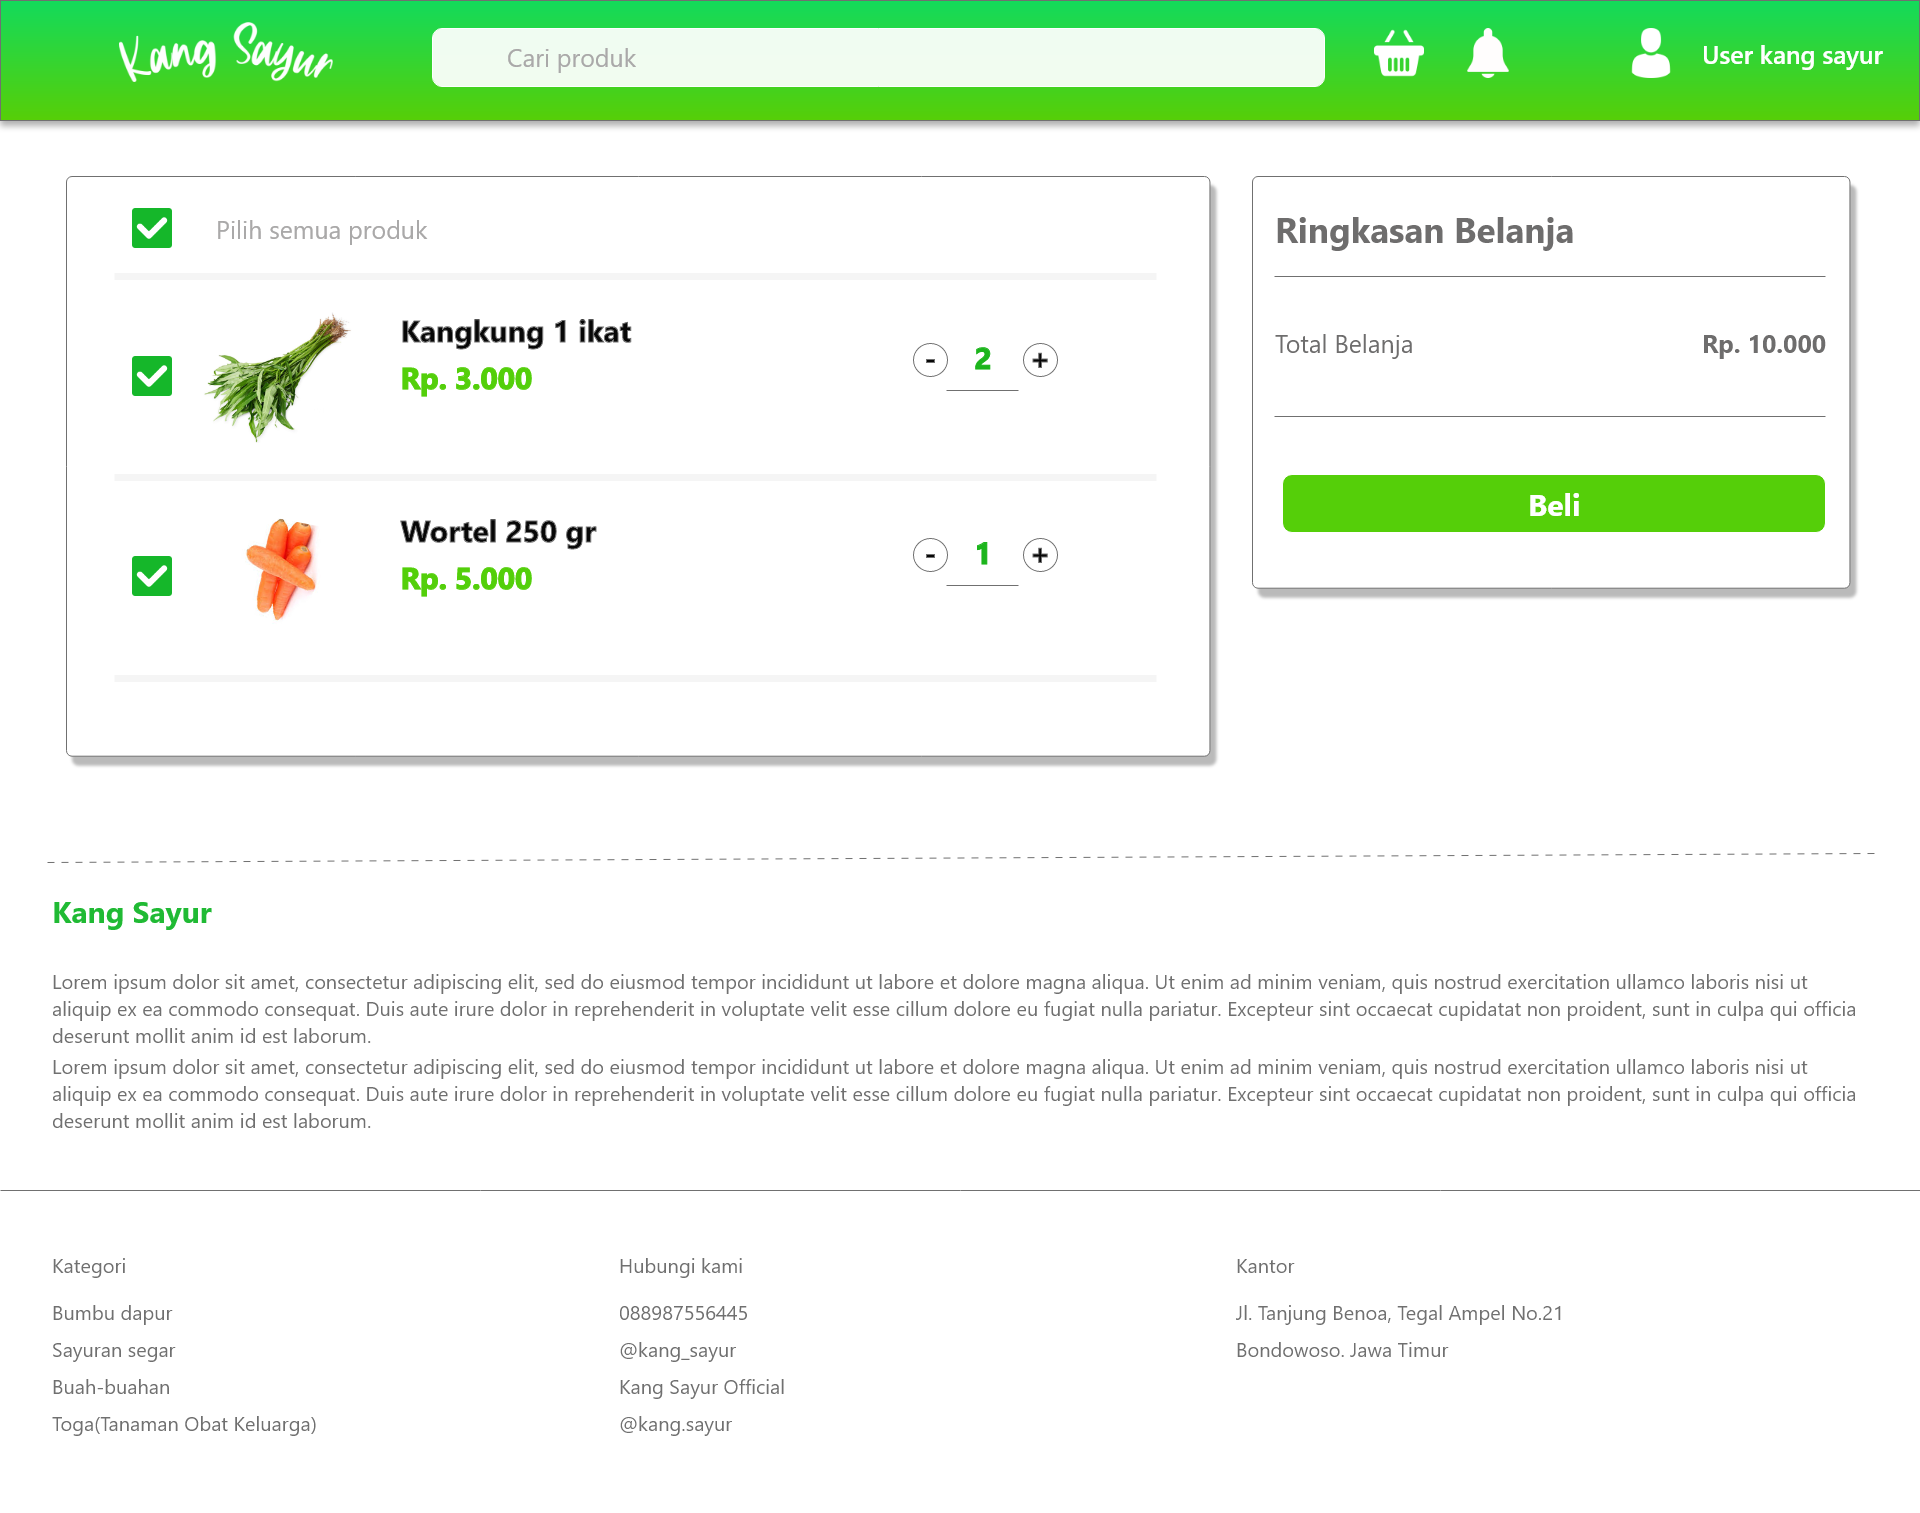 Kang Sayur
Cari produk
User kang sayur
Pilih semua produk
Kangkung 1 ikat
Rp. 3.000
- 2 +
Wortel 250 gr
Rp. 5.000
- 1 +
Ringkasan Belanja
Total Belanja Rp. 10.000
Beli
Kang Sayur
Lorem ipsum dolor sit amet, consectetur adipiscing elit, sed do eiusmod tempor incididunt ut labore et dolore magna aliqua. Ut enim ad minim veniam, quis nostrud exercitation ullamco laboris nisi ut
aliquip ex ea commodo consequat. Duis aute irure dolor in reprehenderit in voluptate velit esse cillum dolore eu fugiat nulla pariatur. Excepteur sint occaecat cupidatat non proident, sunt in culpa qui officia
deserunt mollit anim id est laborum.
Lorem ipsum dolor sit amet, consectetur adipiscing elit, sed do eiusmod tempor incididunt ut labore et dolore magna aliqua. Ut enim ad minim veniam, quis nostrud exercitation ullamco laboris nisi ut
aliquip ex ea commodo consequat. Duis aute irure dolor in reprehenderit in voluptate velit esse cillum dolore eu fugiat nulla pariatur. Excepteur sint occaecat cupidatat non proident, sunt in culpa qui officia
deserunt mollit anim id est laborum.
Kategori
Bumbu dapur
Sayuran segar
Buah-buahan
Toga(Tanaman Obat Keluarga)
Hubungi kami
088987556445
@kang_sayur
Kang Sayur Official
@kang.sayur
Kantor
Jl. Tanjung Benoa, Tegal Ampel No.21
Bondowoso. Jawa Timur